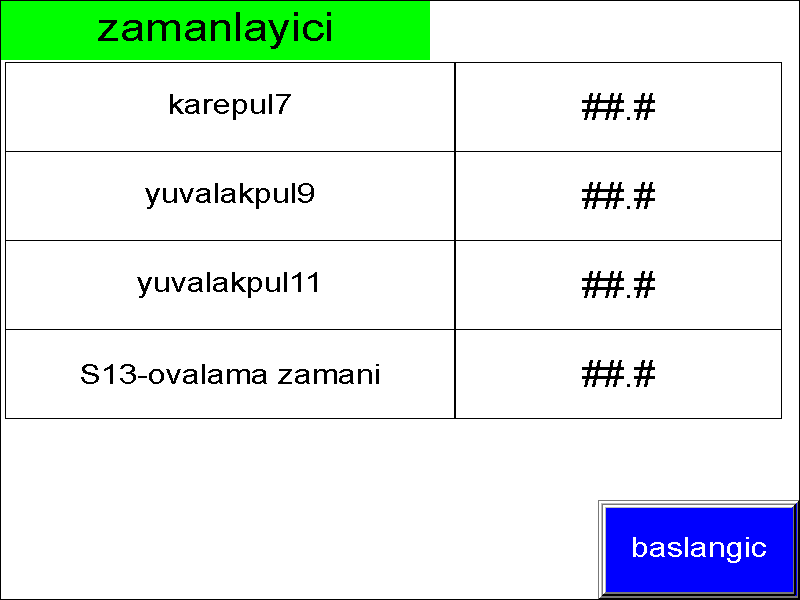 zamanlayici
karepul7 ##.#
yuvalakpul9 ##.#
yuvalakpul11 ##.#
S13-ovalama zamani ##.#
baslangic